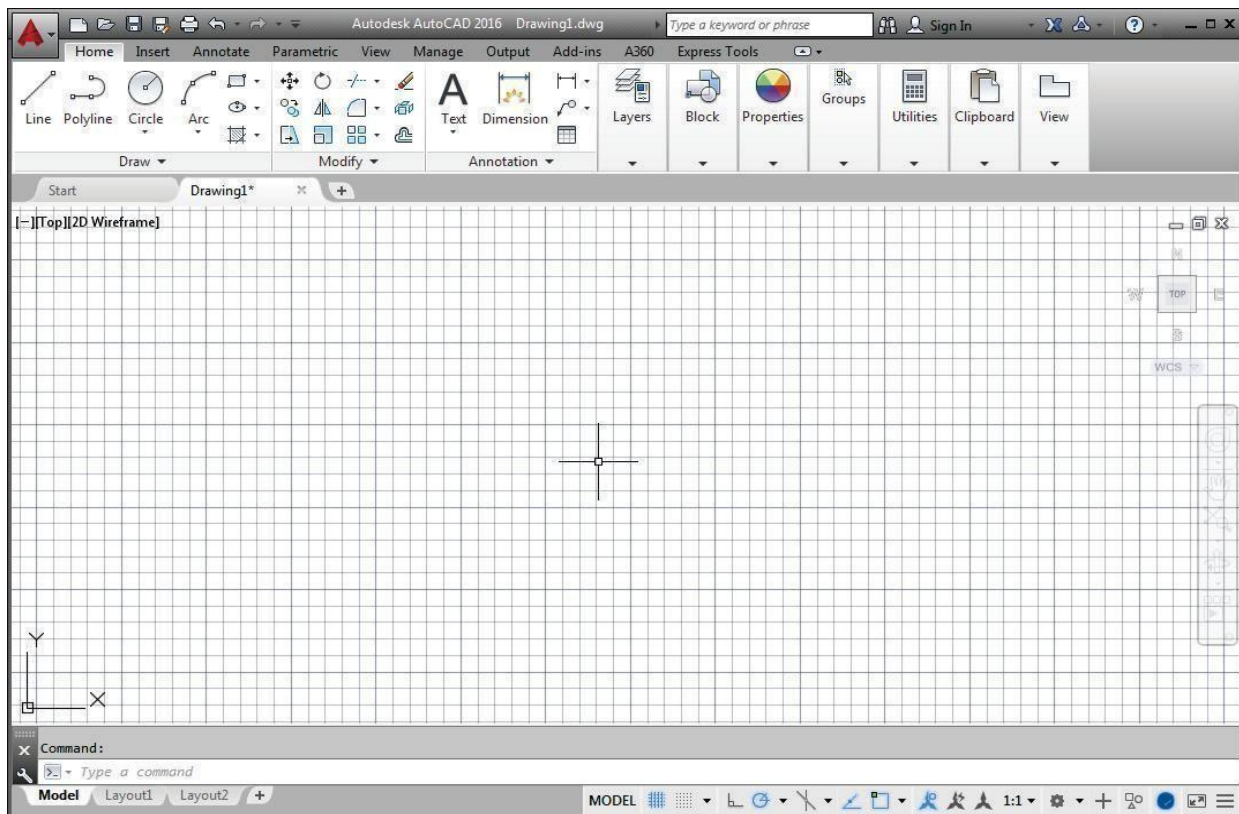 Autodesk AutoCAD 2016 Drawing1.dwg Type a keyword or phrase Sign In
Home Insert Annotate Parametric View Manage Output Add-ins A360 Express Tools
Line Polyline Circle Arc Text Dimension Layers Block Properties Groups Utilities Clipboard View
Draw Modify Annotation
Start Drawing1* +
[−][Top][2D Wireframe]
N
W TOP E
S
WCS
Y
X
Command:
Type a command
Model Layout1 Layout2 + MODEL 1:1